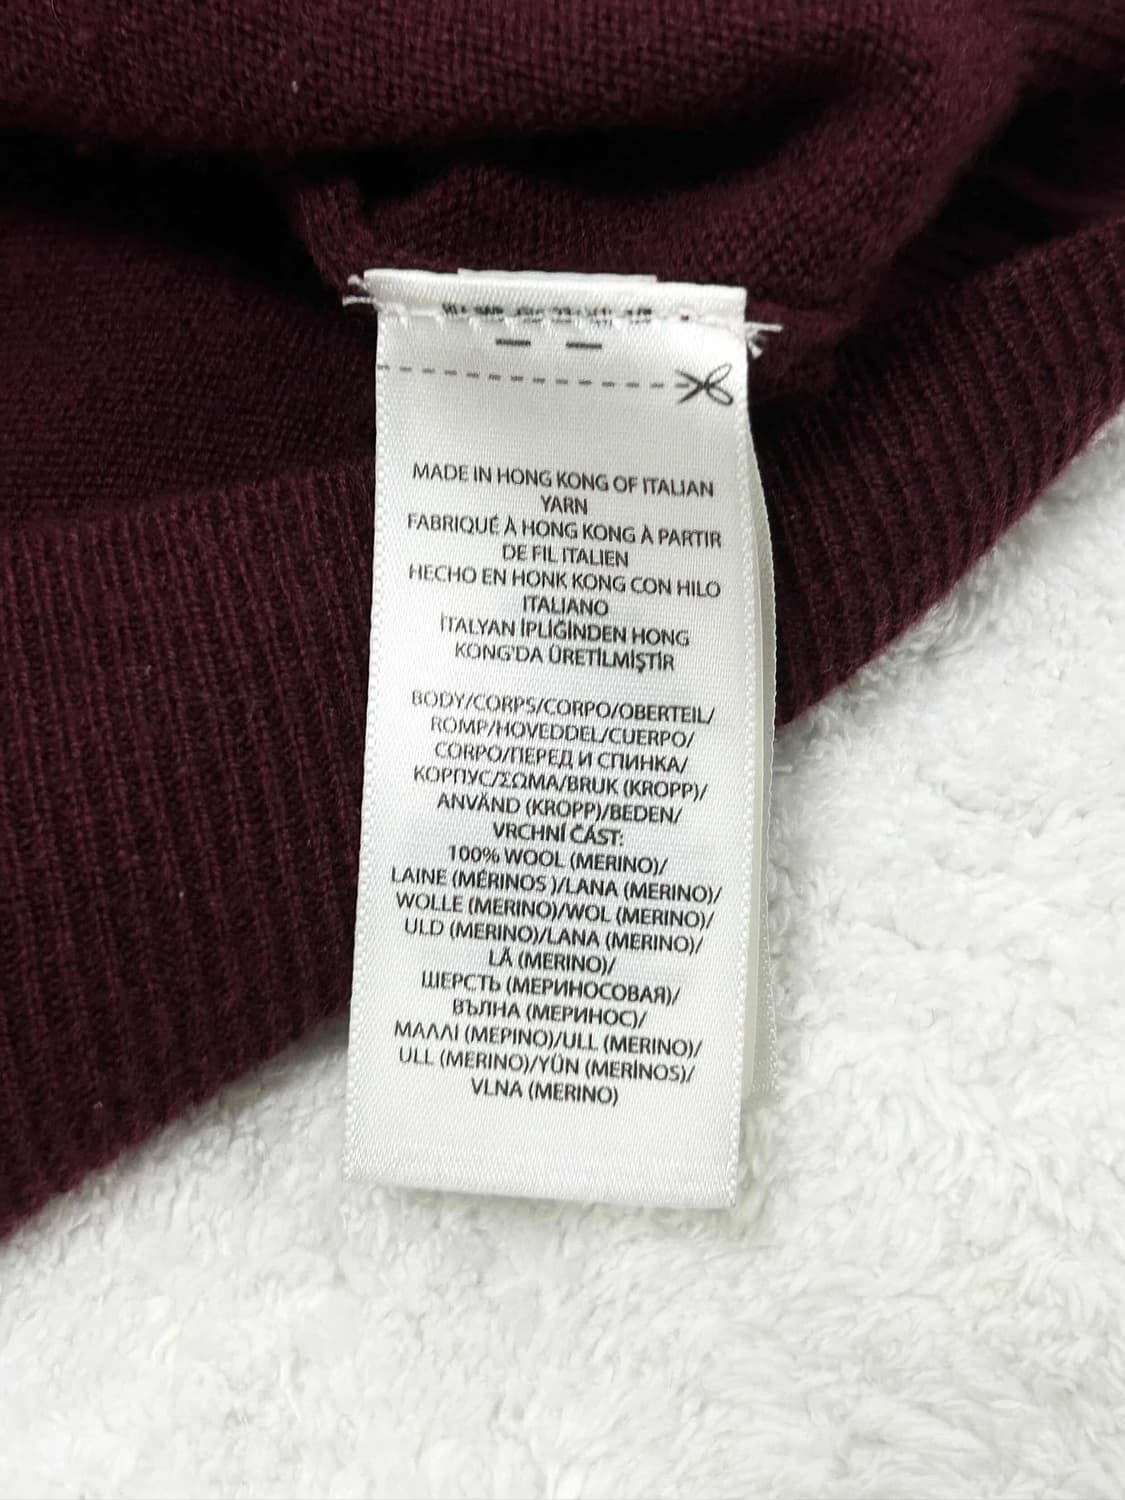 MADE IN HONG KONG OF ITALIAN
YARN
FABRIQUÉ À HONG KONG À PARTIR
DE FIL ITALIEN
HECHO EN HONK KONG CON HILO
ITALIANO
İTALYAN İPLİĞİNDEN HONG
KONG'DA ÜRETİLMİŞTİR
BODY/CORPS/CORPO/OBERTEIL/
ROMP/HOVEDDEL/CUERPO/
CORPO/ПЕРЕД И СПИНКА/
КОРПУС/ΣΩΜΑ/BRUK (KROPP)/
ANVÄND (KROPP)/BEDEN/
VRCHNÍ ČÁST:
100% WOOL (MERINO)/
LAINE (MÉRINOS )/LANA (MERINO)/
WOLLE (MERINO)/WOL (MERINO)/
ULD (MERINO)/LANA (MERINO)/
LÃ (MERINO)/
ШЕРСТЬ (МЕРИНОСОВАЯ)/
ВЪЛНА (МЕРИНОС)/
ΜΑΛΛΙ (ΜΕΡΙΝΟ)/ULL (MERINO)/
ULL (MERINO)/YÜN (MERİNOS)/
VLNA (MERINO)